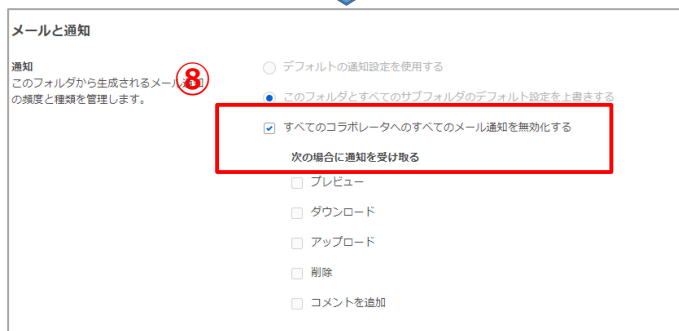 メールと通知
通知
このフォルダから生成されるメール通知
の頻度と種類を管理します。
⑧
デフォルトの通知設定を使用する
このフォルダとすべてのサブフォルダのデフォルト設定を上書きする
すべてのコラボレータへのすべてのメール通知を無効化する
次の場合に通知を受け取る
プレビュー
ダウンロード
アップロード
削除
コメントを追加